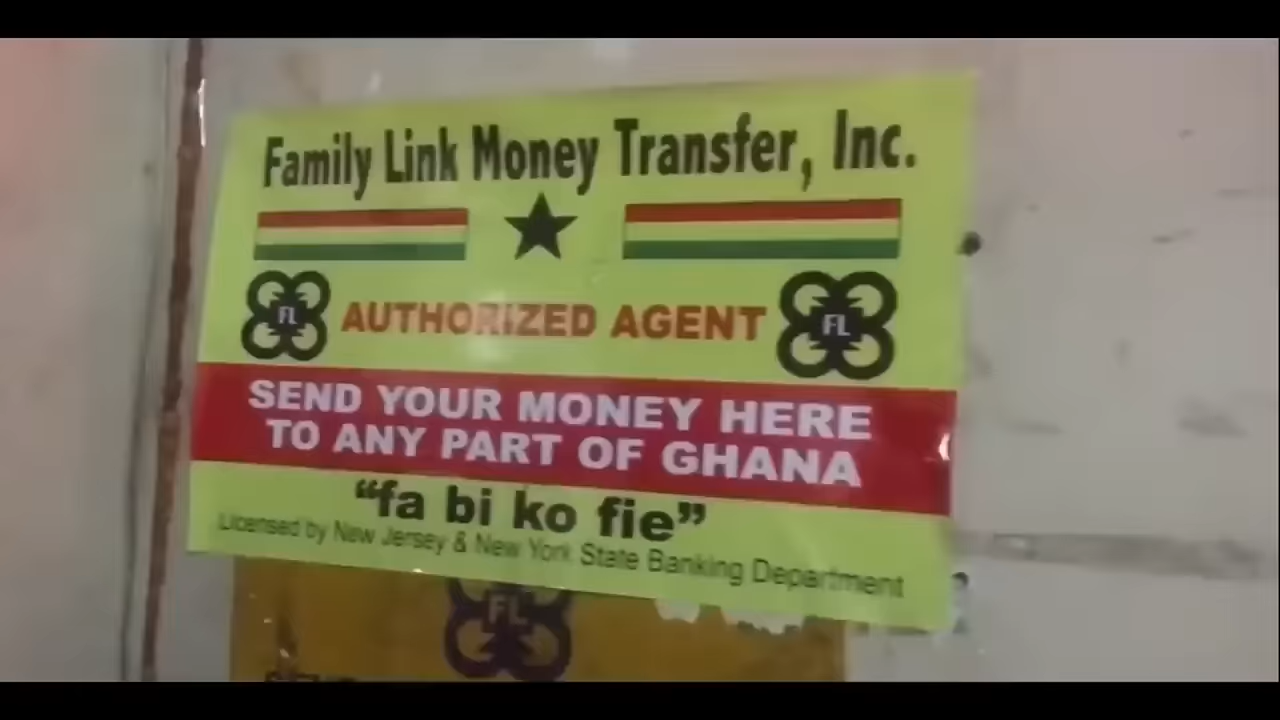 Family Link Money Transfer, Inc.
FL
AUTHORIZED AGENT
FL
SEND YOUR MONEY HERE
TO ANY PART OF GHANA
“fa bi ko fie”
Licensed by New Jersey & New York State Banking Department
FL